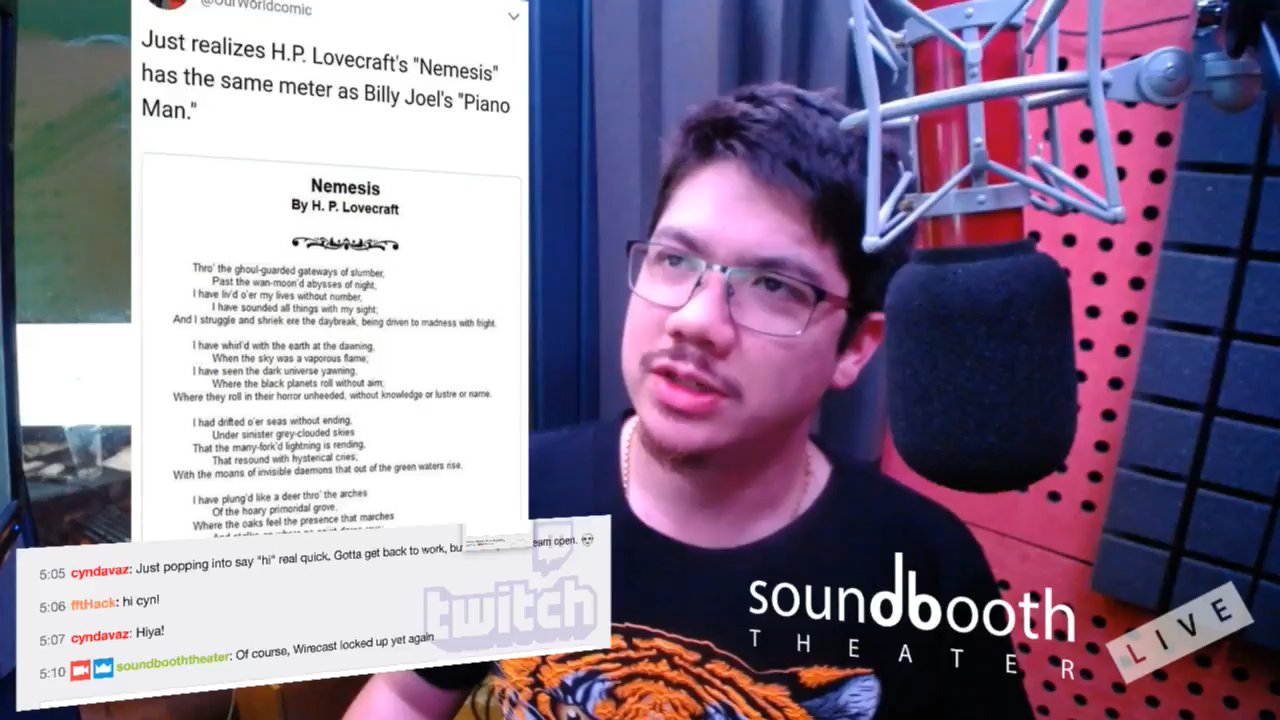 @OurWorldcomic
Just realizes H.P. Lovecraft's "Nemesis"
has the same meter as Billy Joel's "Piano
Man."
Nemesis
By H. P. Lovecraft
Thro' the ghoul-guarded gateways of slumber,
Past the wan-moon'd abysses of night,
I have liv'd o'er my lives without number,
I have sounded all things with my sight;
And I struggle and shriek ere the daybreak, being driven to madness with fright.
I have whirl'd with the earth at the dawning,
When the sky was a vaporous flame;
I have seen the dark universe yawning,
Where the black planets roll without aim;
Where they roll in their horror unheeded, without knowledge or lustre or name.
I had drifted o'er seas without ending,
Under sinister grey-clouded skies
That the many-fork'd lightning is rending,
That resound with hysterical cries;
With the moans of invisible daemons that out of the green waters rise.
I have plung'd like a deer thro' the arches
Of the hoary primordial grove,
Where the oaks feel the presence that marches
5:05 cyndavaz: Just popping into say "hi" real quick. Gotta get back to work, eam open.
5:06 fftHack: hi cyn!
5:07 cyndavaz: Hiya!
5:10 soundbooththeater: Of course, Wirecast locked up yet again
twitch
soundbooth
THEATER
LIVE